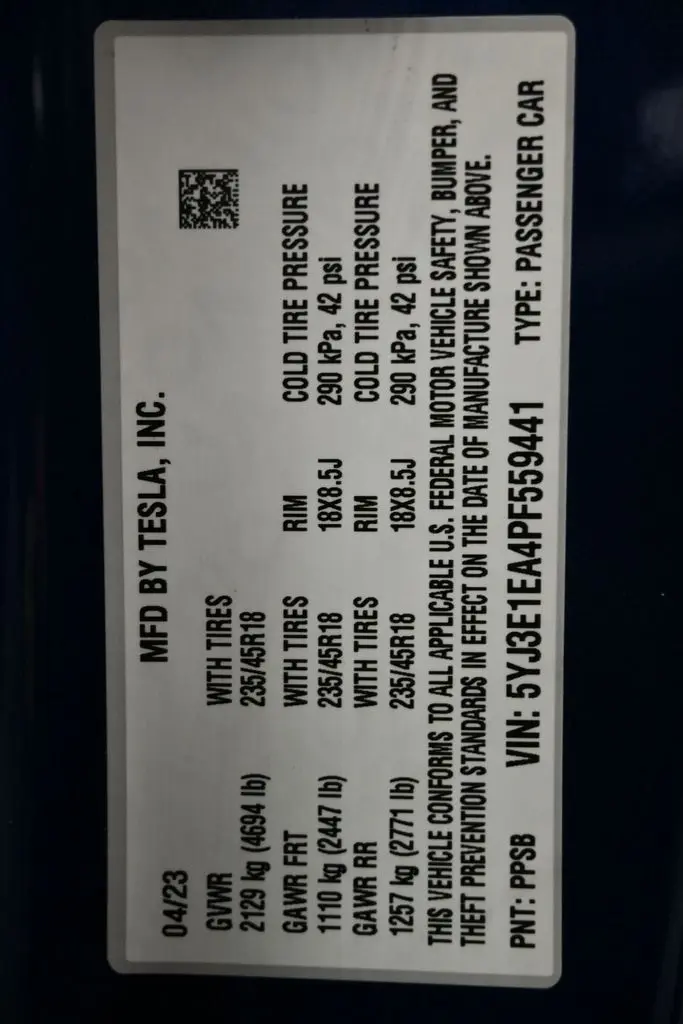 MFD BY TESLA, INC.
04/23
GVWR WITH TIRES
2129 kg (4694 lb) 235/45R18
GAWR FRT WITH TIRES RIM COLD TIRE PRESSURE
1110 kg (2447 lb) 235/45R18 18X8.5J 290 kPa, 42 psi
GAWR RR WITH TIRES RIM COLD TIRE PRESSURE
1257 kg (2771 lb) 235/45R18 18X8.5J 290 kPa, 42 psi
THIS VEHICLE CONFORMS TO ALL APPLICABLE U.S. FEDERAL MOTOR VEHICLE SAFETY, BUMPER, AND
THEFT PREVENTION STANDARDS IN EFFECT ON THE DATE OF MANUFACTURE SHOWN ABOVE.
PNT: PPSB VIN: 5YJ3E1EA4PF559441 TYPE: PASSENGER CAR